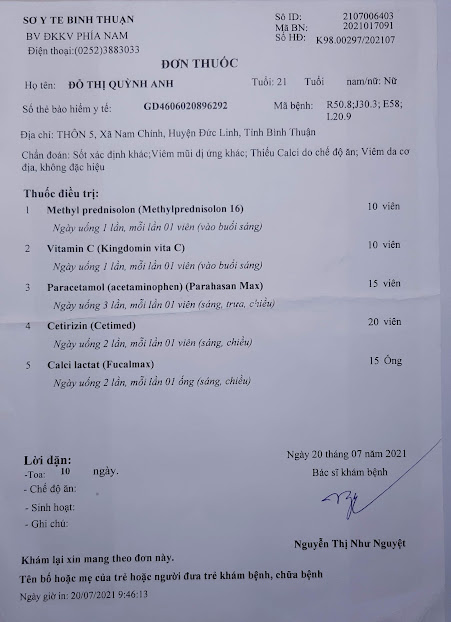 SỞ Y TẾ BÌNH THUẬN
BV ĐKKV PHÍA NAM
Điện thoại:(0252)3883033
Số ID: 2107006403
Mã BN: 2021017091
Số HĐ: K98.00297/202107
ĐƠN THUỐC
Họ tên: ĐỖ THỊ QUỲNH ANH Tuổi: 21 Tuổi nam/nữ: Nữ
Số thẻ bảo hiểm y tế: GD4606020896292 Mã bệnh: R50.8;J30.3; E58;
L20.9
Địa chỉ: THÔN 5, Xã Nam Chính, Huyện Đức Linh, Tỉnh Bình Thuận
Chẩn đoán: Sốt xác định khác;Viêm mũi dị ứng khác; Thiếu Calci do chế độ ăn; Viêm da cơ
địa, không đặc hiệu
Thuốc điều trị:
1 Methyl prednisolon (Methylprednisolon 16) 10 viên
Ngày uống 1 lần, mỗi lần 01 viên (vào buổi sáng)
2 Vitamin C (Kingdomin vita C) 10 viên
Ngày uống 1 lần, mỗi lần 01 viên (vào buổi sáng)
3 Paracetamol (acetaminophen) (Parahasan Max) 15 viên
Ngày uống 3 lần, mỗi lần 01 viên (sáng, trưa, chiều)
4 Cetirizin (Cetimed) 20 viên
Ngày uống 2 lần, mỗi lần 01 viên (sáng, chiều)
5 Calci lactat (Fucalmax) 15 Ống
Ngày uống 2 lần, mỗi lần 01 ống (sáng, chiều)
Ngày 20 tháng 07 năm 2021
Lời dặn:
Bác sĩ khám bệnh
-Toa: 10 ngày.
- Chế độ ăn:
- Sinh hoạt:
- Ghi chú:
Nguyễn Thị Như Nguyệt
Khám lại xin mang theo đơn này.
Tên bố hoặc mẹ của trẻ hoặc người đưa trẻ khám bệnh, chữa bệnh
Ngày giờ in: 20/07/2021 9:46:13